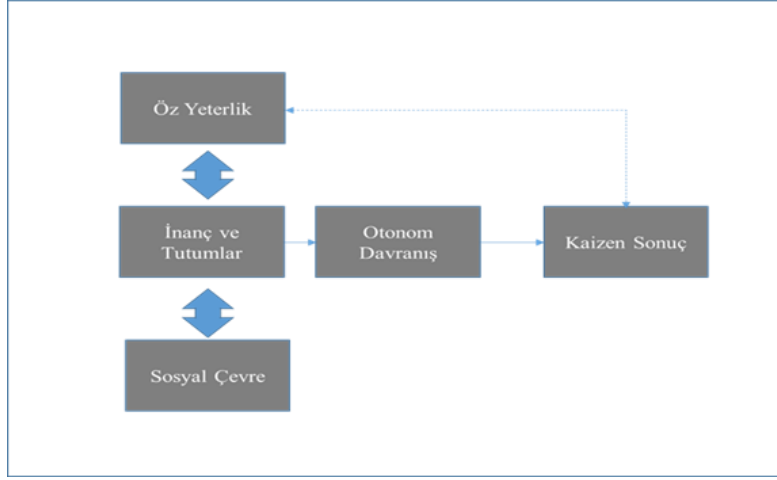 Öz Yeterlik
İnanç ve
Tutumlar
Otonom
Davranış
Kaizen Sonuç
Sosyal Çevre